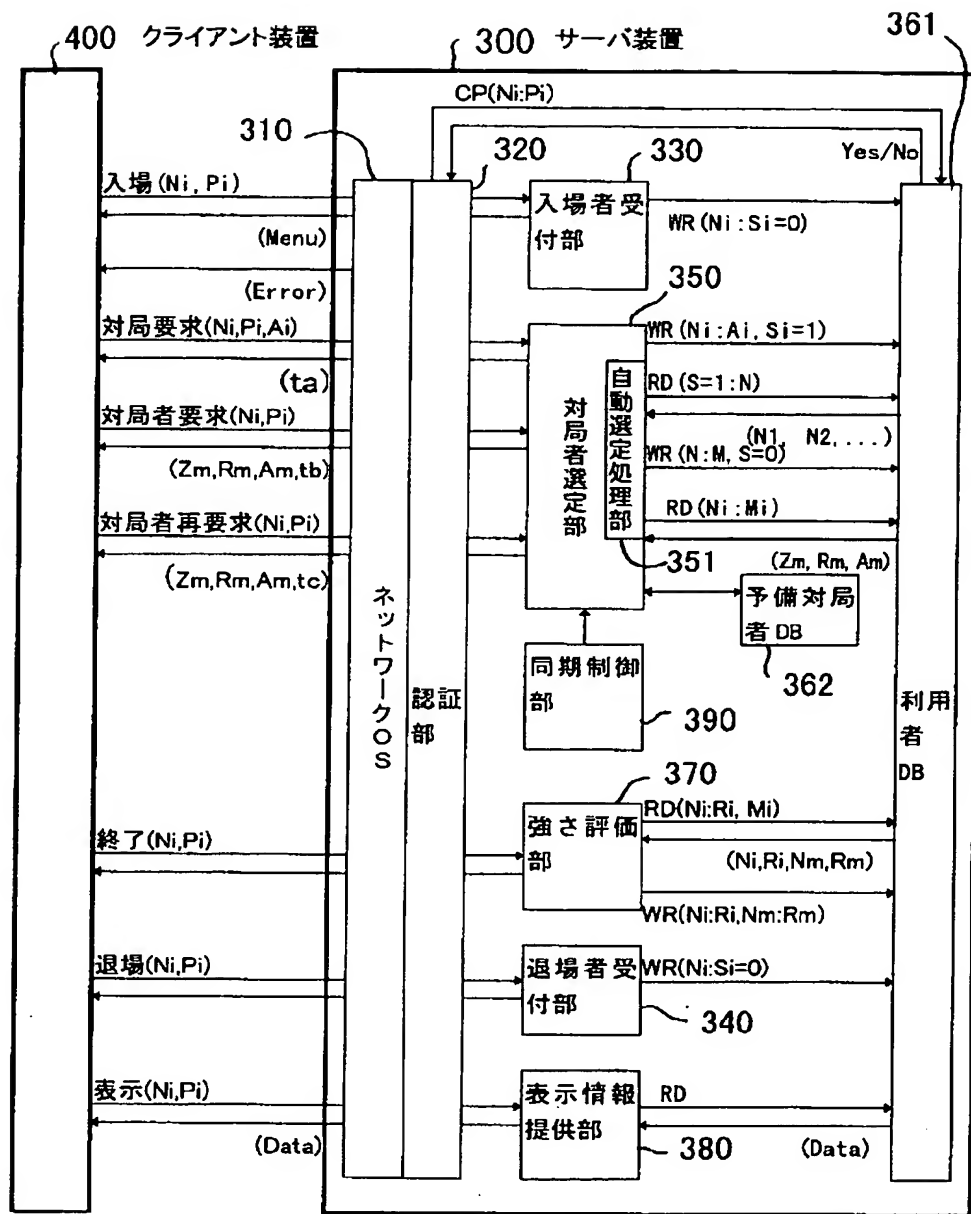 400 クライアント装置
300 サーバ装置
361
CP(Ni:Pi)
310
320
330
Yes/No
入場(Ni, Pi)
入場者受
付部
WR(Ni:Si=0)
(Menu)
(Error)
350
対局要求(Ni,Pi,Ai)
WR(Ni:Ai, Si=1)
(ta)
自動選定処理部
RD(S=1:N)
対局者選定部
対局者要求(Ni,Pi)
(N1, N2, ....)
WR(N:M, S=0)
(Zm,Rm,Am,tb)
対局者再要求(Ni,Pi)
RD(Ni:Mi)
351
(Zm,Rm,Am,tc)
(Zm, Rm, Am)
予備対局
者DB
362
ネットワークOS
認証
部
同期制御
部
390
利用
者
DB
370
RD(Ni:Ri, Mi)
終了(Ni,Pi)
強さ評価
部
(Ni,Ri,Nm,Rm)
WR(Ni:Ri,Nm:Rm)
退場(Ni,Pi)
退場者受
付部
WR(Ni:Si=0)
340
表示(Ni,Pi)
表示情報
提供部
RD
(Data)
380
(Data)